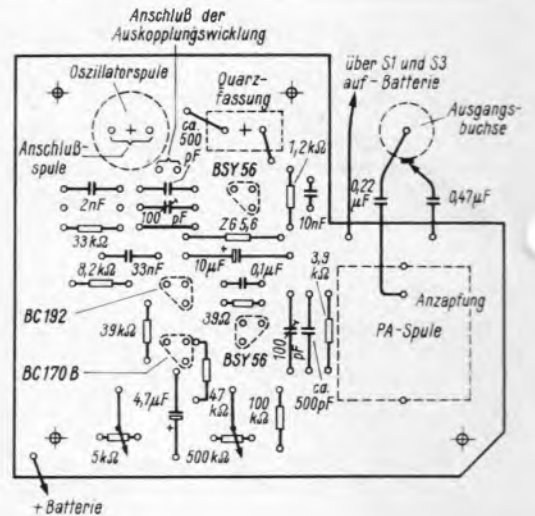 Anschluß der
Auskopplungswicklung
Oszillatorspule
Quarz-
fassung
über S1 und S3
auf-Batterie
Ausgangs-
buchse
Anschluß-
spule
ca.
500
pF
BSY 56
1,2kΩ
2nF
100 pF
10nF
0,22
µF
0,47µF
33kΩ
ZG 5,6
8,2kΩ
33nF
10µF
+
0,1µF
3,9
kΩ
Anzapfung
PA-Spule
BC192
39kΩ
39Ω
BSY 56
100
pF
ca.
500pF
BC170 B
4,7µF
+
47
kΩ
100
kΩ
5kΩ
500kΩ
+ Batterie